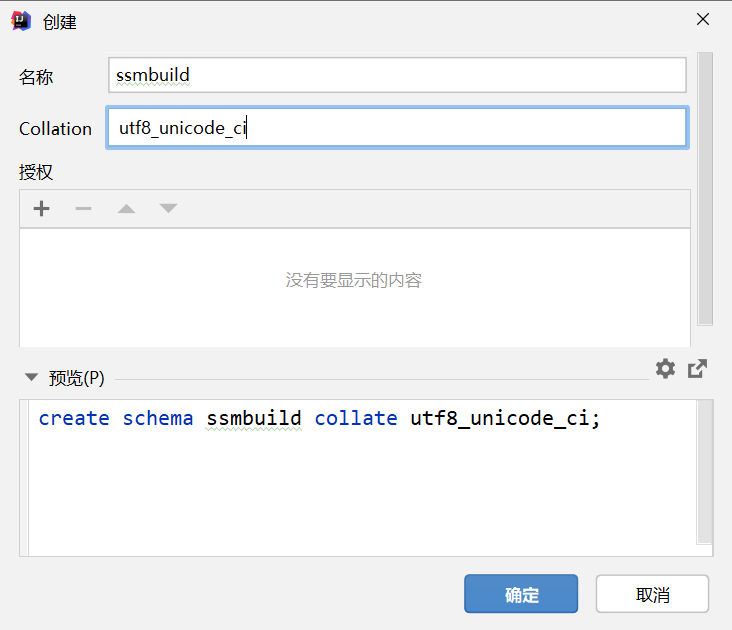 创建
名称
ssmbuild
Collation
utf8_unicode_ci
授权
没有要显示的内容
预览(P)
create schema ssmbuild collate utf8_unicode_ci;
确定
取消